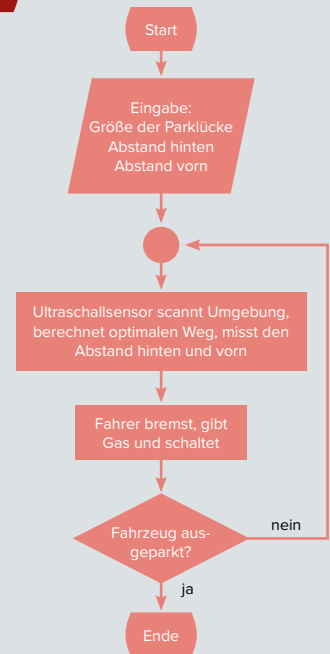 Start
Eingabe:
Größe der Parklücke
Abstand hinten
Abstand vorn
Ultraschallsensor scannt Umgebung,
berechnet optimalen Weg, misst den
Abstand hinten und vorn
Fahrer bremst, gibt
Gas und schaltet
Fahrzeug aus-
geparkt?
nein
ja
Ende